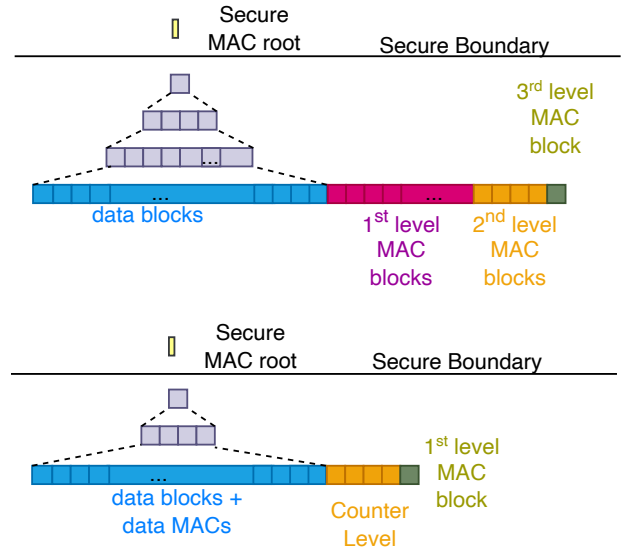 Secure
MAC root
Secure Boundary
3rd level
MAC
block
...
...
...
data blocks
1st level
MAC
blocks
2nd level
MAC
blocks
Secure
MAC root
Secure Boundary
1st level
MAC
block
...
data blocks +
data MACs
Counter
Level